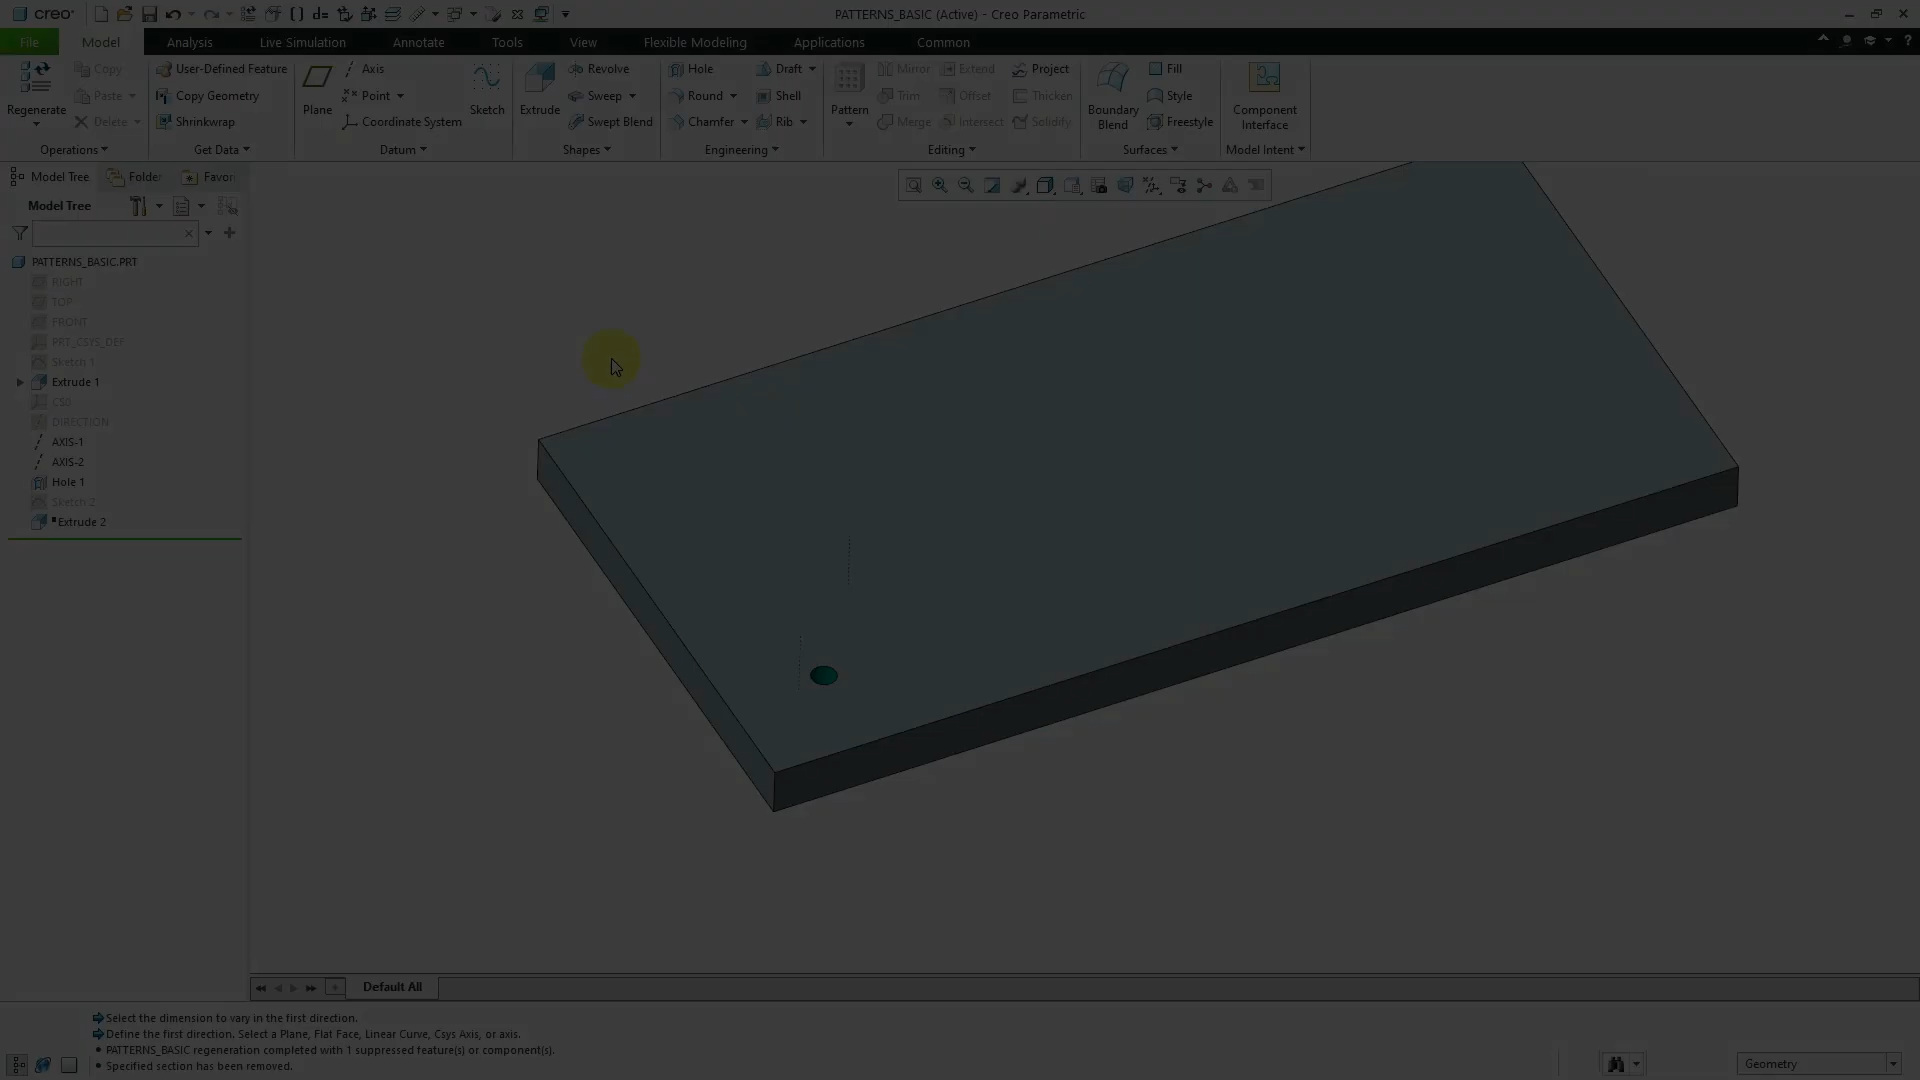 creo
PATTERNS_BASIC (Active) - Creo Parametric
File Model Analysis Live Simulation Annotate Tools View Flexible Modeling Applications Common
Regenerate
Copy
Paste
Delete
Operations
User-Defined Feature
Copy Geometry
Shrinkwrap
Get Data
Plane
Axis
Point
Coordinate System
Sketch
Datum
Extrude
Revolve
Sweep
Swept Blend
Shapes
Hole
Round
Chamfer
Draft
Shell
Rib
Engineering
Pattern
Mirror
Trim
Merge
Extend
Offset
Intersect
Project
Thicken
Solidify
Editing
Boundary
Blend
Fill
Style
Freestyle
Surfaces
Component
Interface
Model Intent
Model Tree Folder Favor
Model Tree
PATTERNS_BASIC.PRT
RIGHT
TOP
FRONT
PRT_CSYS_DEF
Sketch 1
Extrude 1
CS0
DIRECTION
AXIS-1
AXIS-2
Hole 1
Sketch 2
Extrude 2
Default All
Select the dimension to vary in the first direction.
Define the first direction. Select a Plane, Flat Face, Linear Curve, Csys Axis, or axis.
• PATTERNS_BASIC regeneration completed with 1 suppressed feature(s) or component(s).
• Specified section has been removed.
Geometry